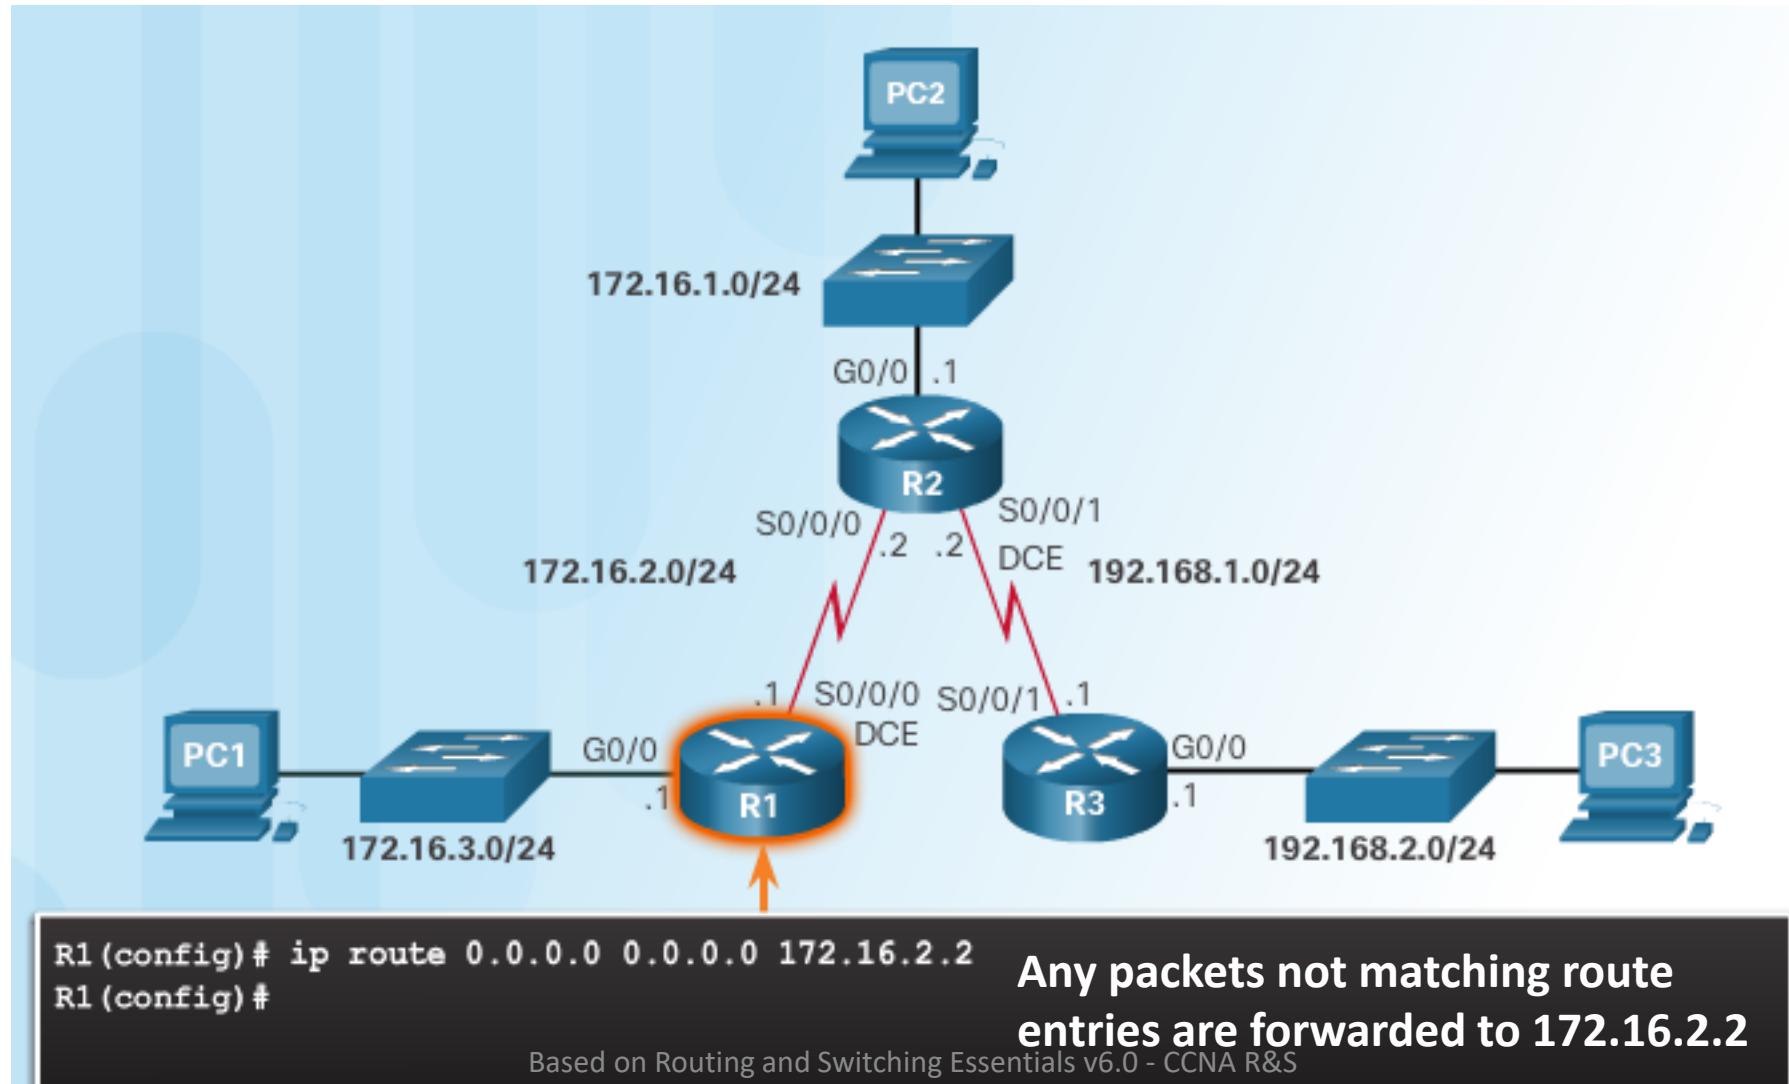 PC2
172.16.1.0/24
G0/0 .1
R2
S0/0/0 .2 .2 S0/0/1
DCE
172.16.2.0/24
192.168.1.0/24
.1 S0/0/0
DCE
S0/0/1 .1
PC1
G0/0
.1
R1
172.16.3.0/24
R3
G0/0
.1
PC3
192.168.2.0/24
R1(config)# ip route 0.0.0.0 0.0.0.0 172.16.2.2
R1(config)#
Any packets not matching route
entries are forwarded to 172.16.2.2
Based on Routing and Switching Essentials v6.0 - CCNA R&S